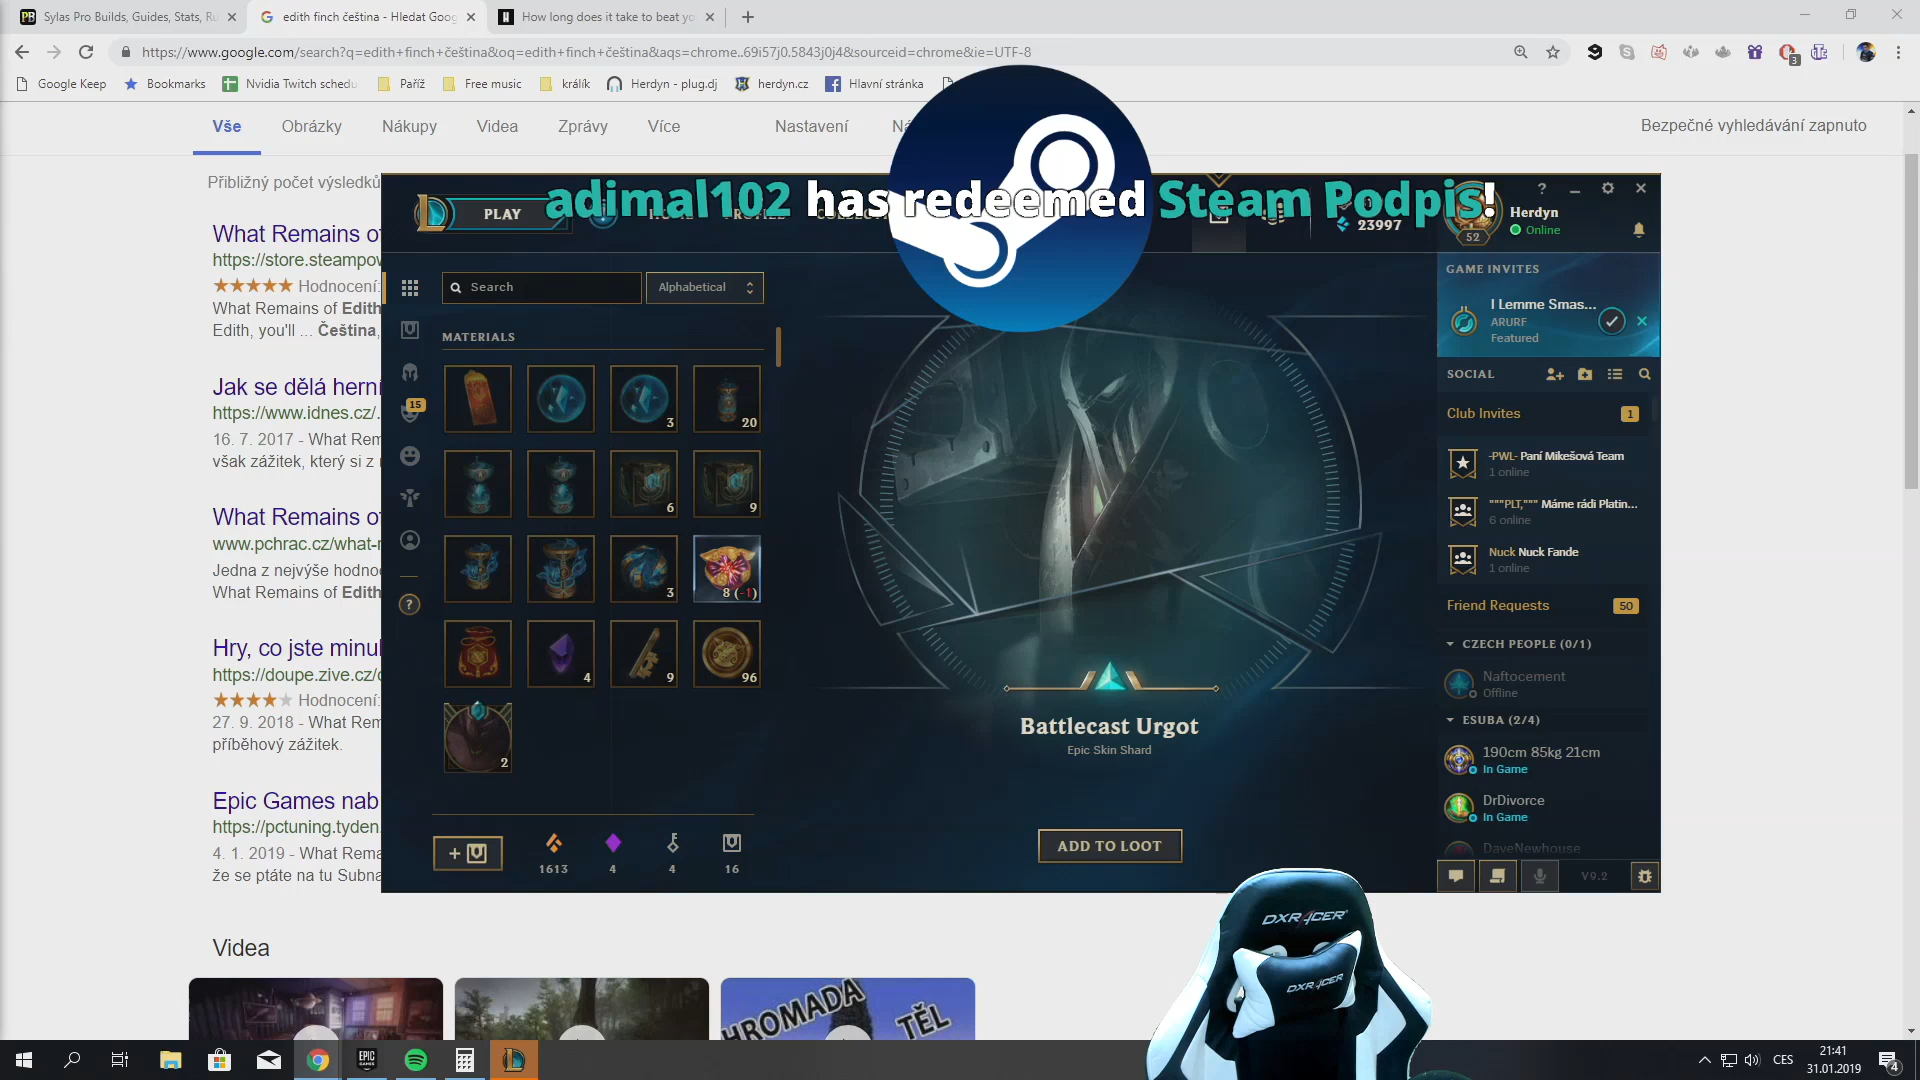 Sylas Pro Builds, Guides, Stats, Ru
edith finch čeština - Hledat Goog
How long does it take to beat yo
https://www.google.com/search?q=edith+finch+čeština&oq=edith+finch+čeština&aqs=chrome..69i57j0.5843j0j4&sourceid=chrome&ie=UTF-8
3
Google Keep
Bookmarks
Nvidia Twitch schedu
Paříž
Free music
králík
Herdyn - plug.dj
herdyn.cz
Hlavní stránka
Vše
Obrázky
Nákupy
Videa
Zprávy
Více
Nastavení
Bezpečné vyhledávání zapnuto
Přibližný počet výsledků
adimal102 has redeemed Steam Podpis!
PLAY
23997
52
Herdyn
Online
What Remains of
https://store.steampow
Hodnocení:
What Remains of Edith
Edith, you'll ... Čeština,
Jak se dělá herní
https://www.idnes.cz/.
16. 7. 2017 - What Rem
však zážitek, který si z
What Remains of
www.pchrac.cz/what-r
Jedna z nejvýše hodno
What Remains of Edith
Hry, co jste minul
https://doupe.zive.cz/c
Hodnocení:
27. 9. 2018 - What Rem
příběhový zážitek.
Epic Games nab
https://pctuning.tyden.
4. 1. 2019 - What Rema
že se ptáte na tu Subna
Videa
HROMADA
TĚL
Search
Alphabetical
MATERIALS
15
3
20
6
9
3
8 (-1)
4
9
96
2
1613
4
4
16
Battlecast Urgot
Epic Skin Shard
ADD TO LOOT
GAME INVITES
I Lemme Smas...
ARURF
Featured
SOCIAL
Club Invites
1
-PWL- Paní Mikešová Team
1 online
"""PLT,""" Máme rádi Platin...
6 online
Nuck Nuck Fande
1 online
Friend Requests
50
CZECH PEOPLE (0/1)
Naftocement
Offline
ESUBA (2/4)
190cm 85kg 21cm
In Game
DrDivorce
In Game
DaveNewhouse
V9.2
DXRACER
DXRACER
EPIC
GAMES
CES
21:41
31.01.2019
4